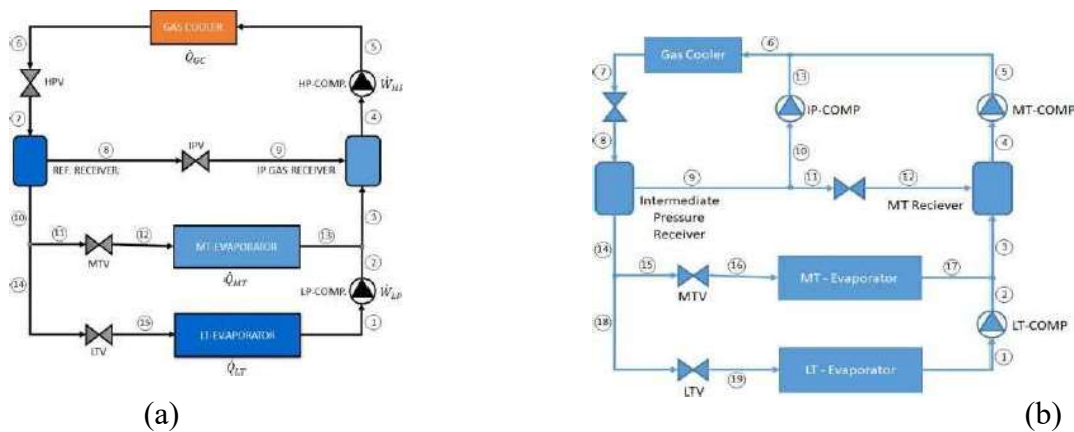 GAS COOLER
Q̇GC
6
5
HPV
HP-COMP.
7
4
8
IPV
9
REF. RECEIVER
IP GAS RECEIVER
10
3
11
12
MT-EVAPORATOR
13
MTV
Q̇MT
2
14
LP-COMP.
ẆLP
15
LT-EVAPORATOR
1
LTV
Q̇LT
(a)
6
Gas Cooler
7
13
5
IP-COMP
MT-COMP
8
10
4
9
11
12
Intermediate
Pressure
Receiver
MT Reciever
14
3
15
16
MT - Evaporator
17
MTV
2
18
LT-COMP
19
LT - Evaporator
1
LTV
(b)